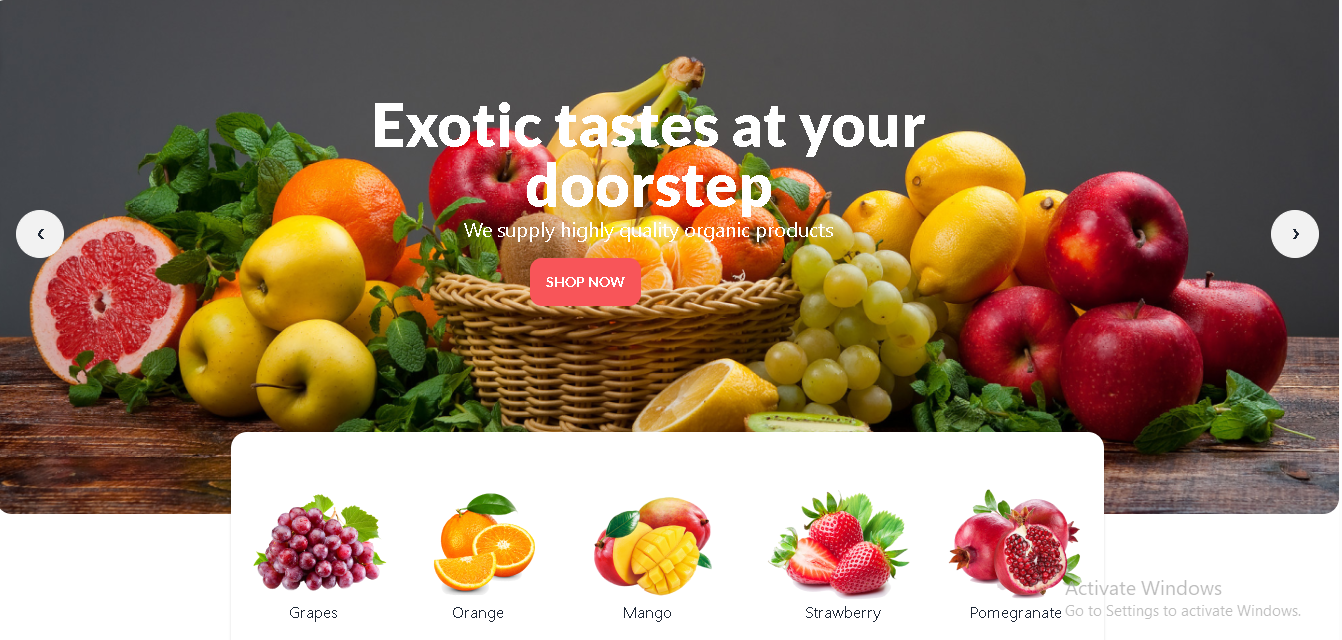 Exotic tastes at your
doorstep
We supply highly quality organic products
‹
›
SHOP NOW
Grapes
Orange
Mango
Strawberry
Pomegranate
Activate Windows
Go to Settings to activate Windows.